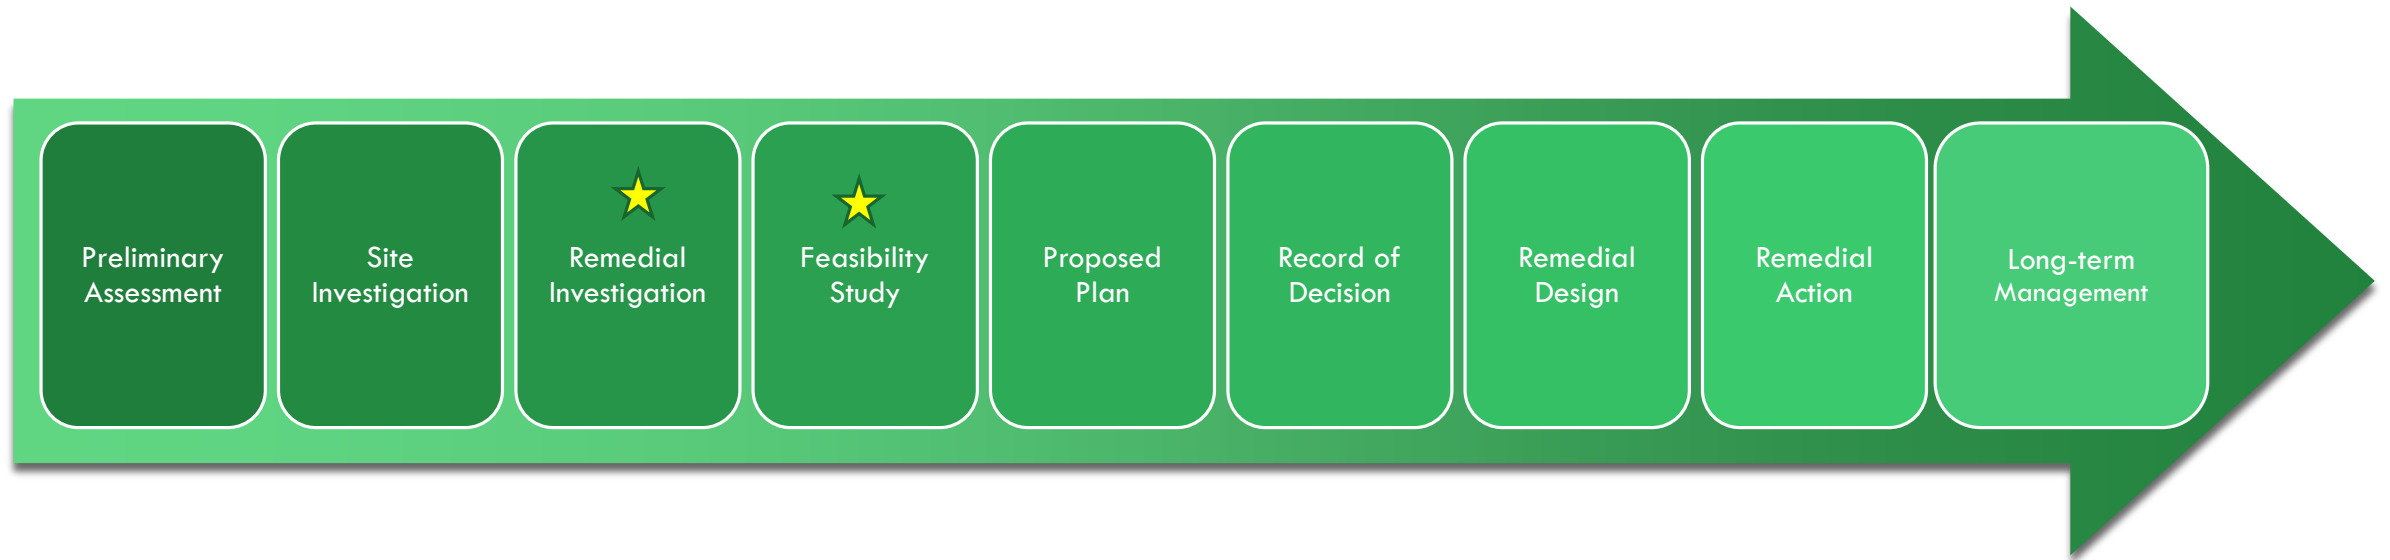 Preliminary
Assessment
Site
Investigation
Remedial
Investigation
Feasibility
Study
Proposed
Plan
Record of
Decision
Remedial
Design
Remedial
Action
Long-term
Management